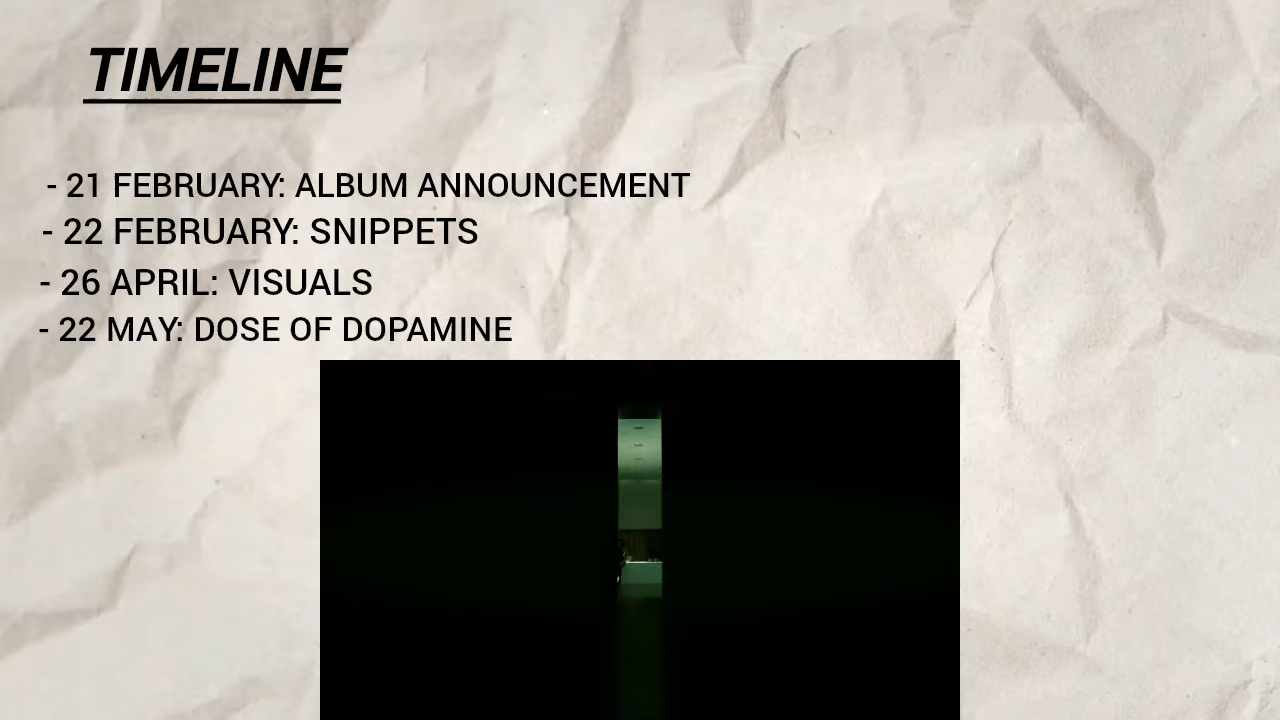 TIMELINE
- 21 FEBRUARY: ALBUM ANNOUNCEMENT
- 22 FEBRUARY: SNIPPETS
- 26 APRIL: VISUALS
- 22 MAY: DOSE OF DOPAMINE